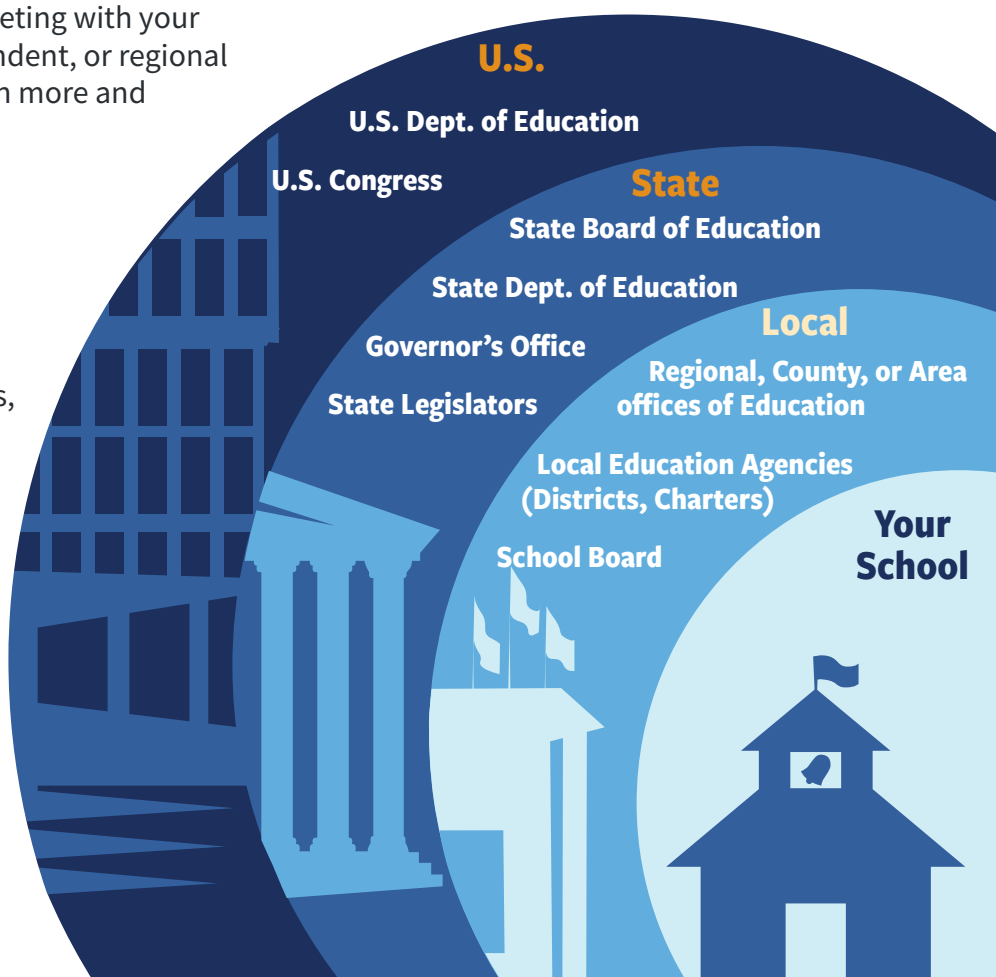 eting with your
ndent, or regional
more and
s,
U.S.
U.S. Dept. of Education
U.S. Congress
State
State Board of Education
State Dept. of Education
Governor's Office
State Legislators
Local
Regional, County, or Area
offices of Education
Local Education Agencies
(Districts, Charters)
School Board
Your
School